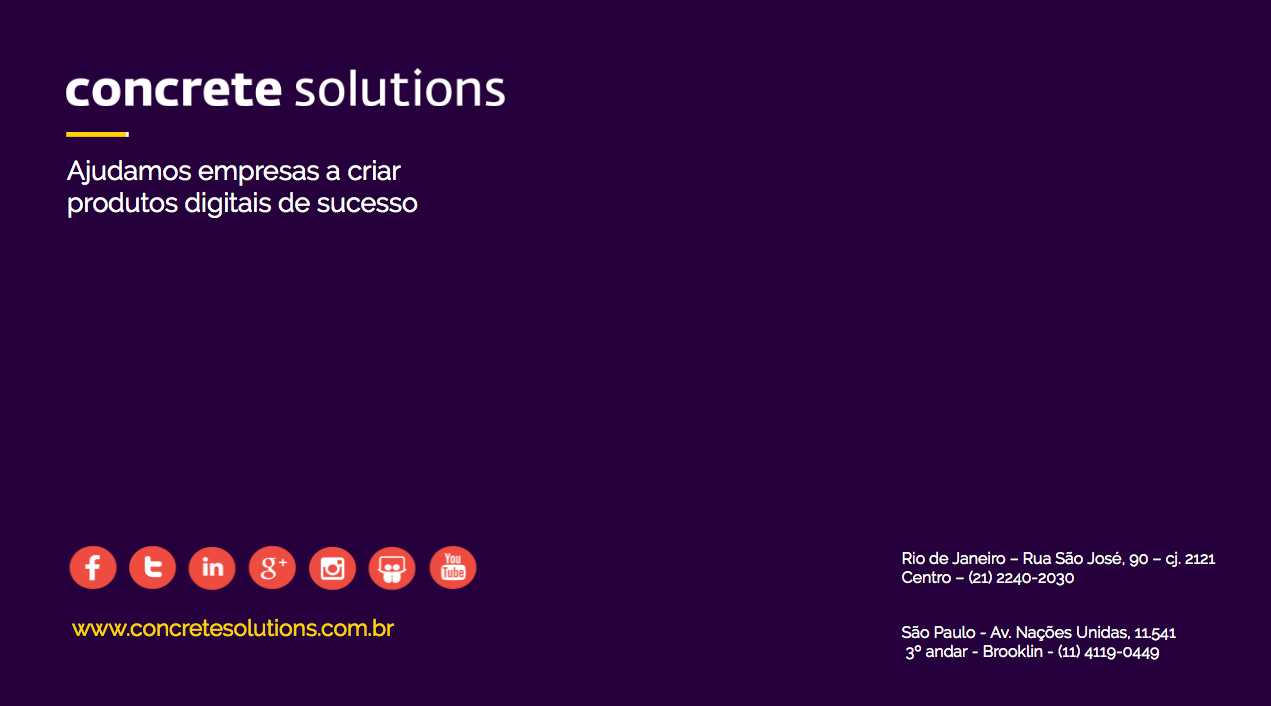 concrete solutions
Ajudamos empresas a criar
produtos digitais de sucesso
f t in g+ You Tube
www.concretesolutions.com.br
Rio de Janeiro – Rua São José, 90 – cj. 2121
Centro – (21) 2240-2030
São Paulo - Av. Nações Unidas, 11.541
3º andar - Brooklin - (11) 4119-0449